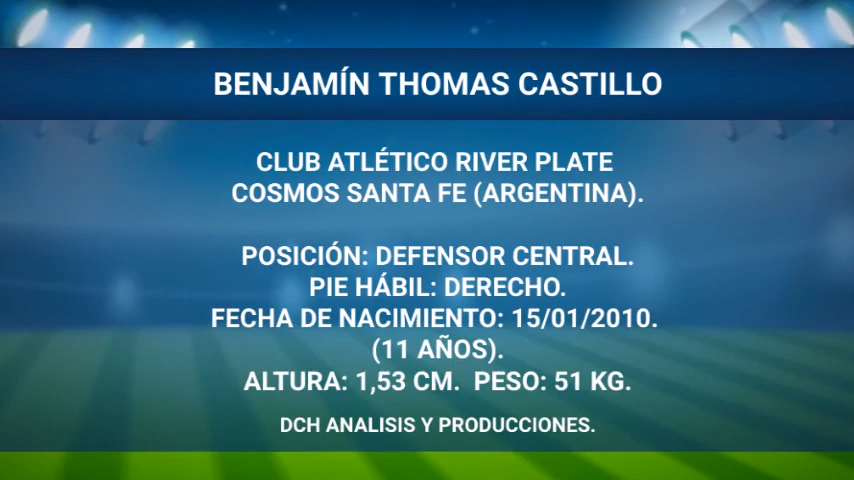 BENJAMÍN THOMAS CASTILLO
CLUB ATLÉTICO RIVER PLATE
COSMOS SANTA FE (ARGENTINA).
POSICIÓN: DEFENSOR CENTRAL.
PIE HÁBIL: DERECHO.
FECHA DE NACIMIENTO: 15/01/2010.
(11 AÑOS).
ALTURA: 1,53 CM.  PESO: 51 KG.
DCH ANALISIS Y PRODUCCIONES.